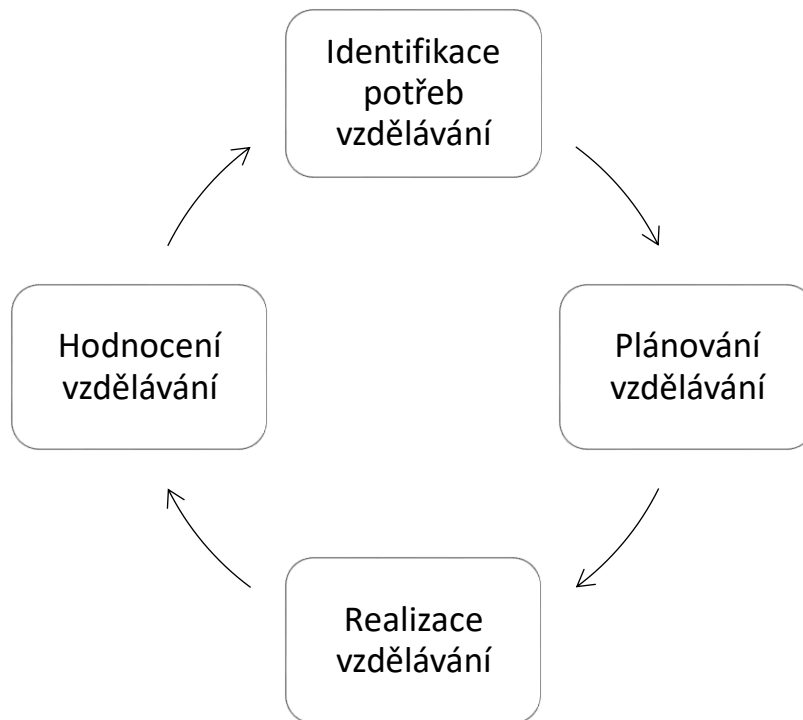 Identifikace
potřeb
vzdělávání
Plánování
vzdělávání
Realizace
vzdělávání
Hodnocení
vzdělávání